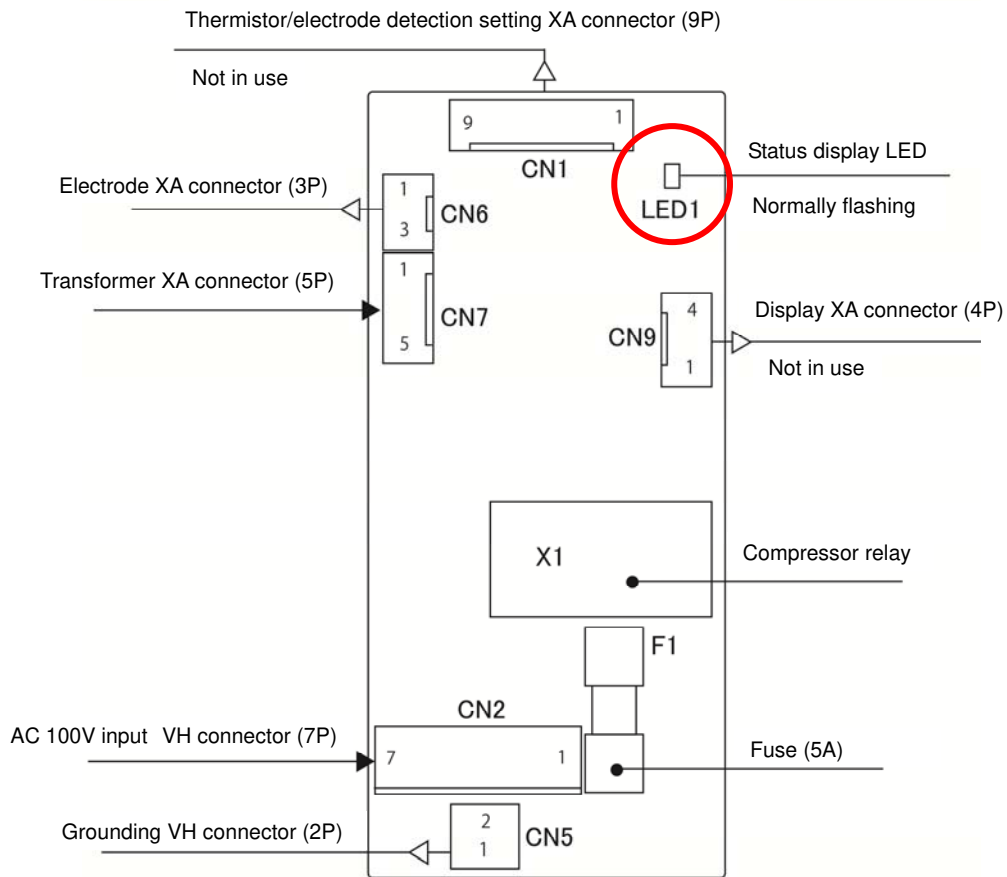 Thermistor/electrode detection setting XA connector (9P)
Not in use
9 1
CN1
Status display LED
LED1
Normally flashing
Electrode XA connector (3P)
1
3
CN6
Transformer XA connector (5P)
1
5
CN7
Display XA connector (4P)
CN9
4
1
Not in use
X1
Compressor relay
F1
CN2
AC 100V input VH connector (7P)
7 1
Fuse (5A)
Grounding VH connector (2P)
2
1
CN5